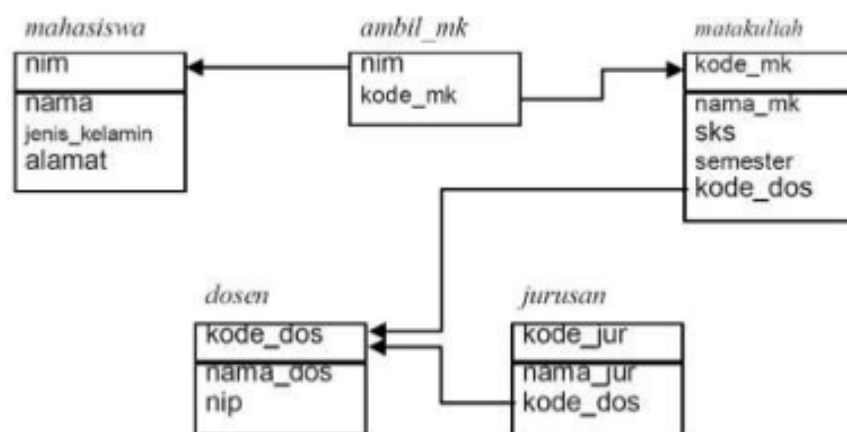 mahasiswa
nim
nama
jenis_kelamin
alamat
ambil_mk
nim
kode_mk
matakuliah
kode_mk
nama_mk
sks
semester
kode_dos
dosen
kode_dos
nama_dos
nip
jurusan
kode_jur
nama_jur
kode_dos